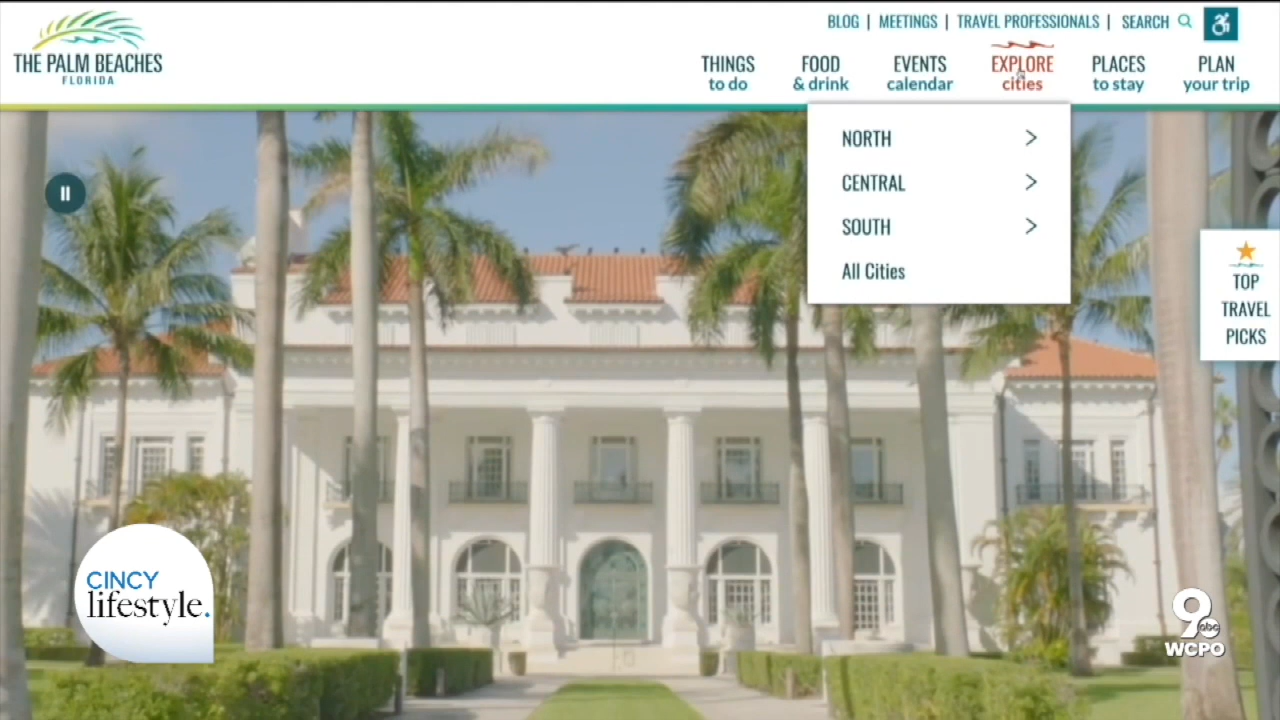 BLOG | MEETINGS | TRAVEL PROFESSIONALS | SEARCH
THE PALM BEACHES
FLORIDA
THINGS
to do
FOOD
& drink
EVENTS
calendar
EXPLORE
cities
PLACES
to stay
PLAN
your trip
NORTH
CENTRAL
SOUTH
All Cities
TOP
TRAVEL
PICKS
CINCY
lifestyle.
9
abc
WCPO